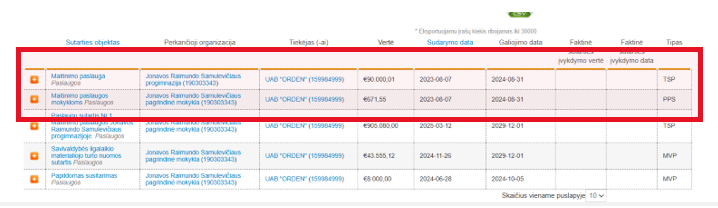 CSV
* Eksportuojamų įrašų kiekis ribojamas iki 30000
Sutarties objektas Perkančioji organizacija Tiekėjas (-ai) Vertė Sudarymo data Galiojimo data Faktinė Faktinė Tipas
sutarties sutarties
įvykdymo vertė įvykdymo data
Maitinimo paslauga Jonavos Raimundo Samulevičiaus UAB "ORDEN" (159984999) €90.000,01 2023-08-07 2024-08-31 TSP
Paslaugos progimnazija (190303343)
Maitinimo paslaugos Jonavos Raimundo Samulevičiaus UAB "ORDEN" (159984999) €671,55 2023-08-07 2024-08-31 PPS
mokykloms Paslaugos pagrindinė mokykla (190303343)
Paslaugų sutartis Nr.1
Maitinimo paslaugos Jonavos Jonavos Raimundo Samulevičiaus UAB "ORDEN" (159984999) €905.080,00 2025-03-12 2029-12-01 TSP
Raimundo Samulevičiaus pagrindinė mokykla (190303343)
progimnazijoje. Paslaugos
Savivaldybės ilgalaikio Jonavos Raimundo Samulevičiaus UAB "ORDEN" (159984999) €43.555,12 2024-11-26 2029-12-01 MVP
materialiojo turto nuomos pagrindinė mokykla (190303343)
sutartis Paslaugos
Papildomas susitarimas Jonavos Raimundo Samulevičiaus UAB "ORDEN" (159984999) €8.000,00 2024-06-28 2024-10-05 MVP
Paslaugos pagrindinė mokykla (190303343)
Skaičius viename puslapyje 10